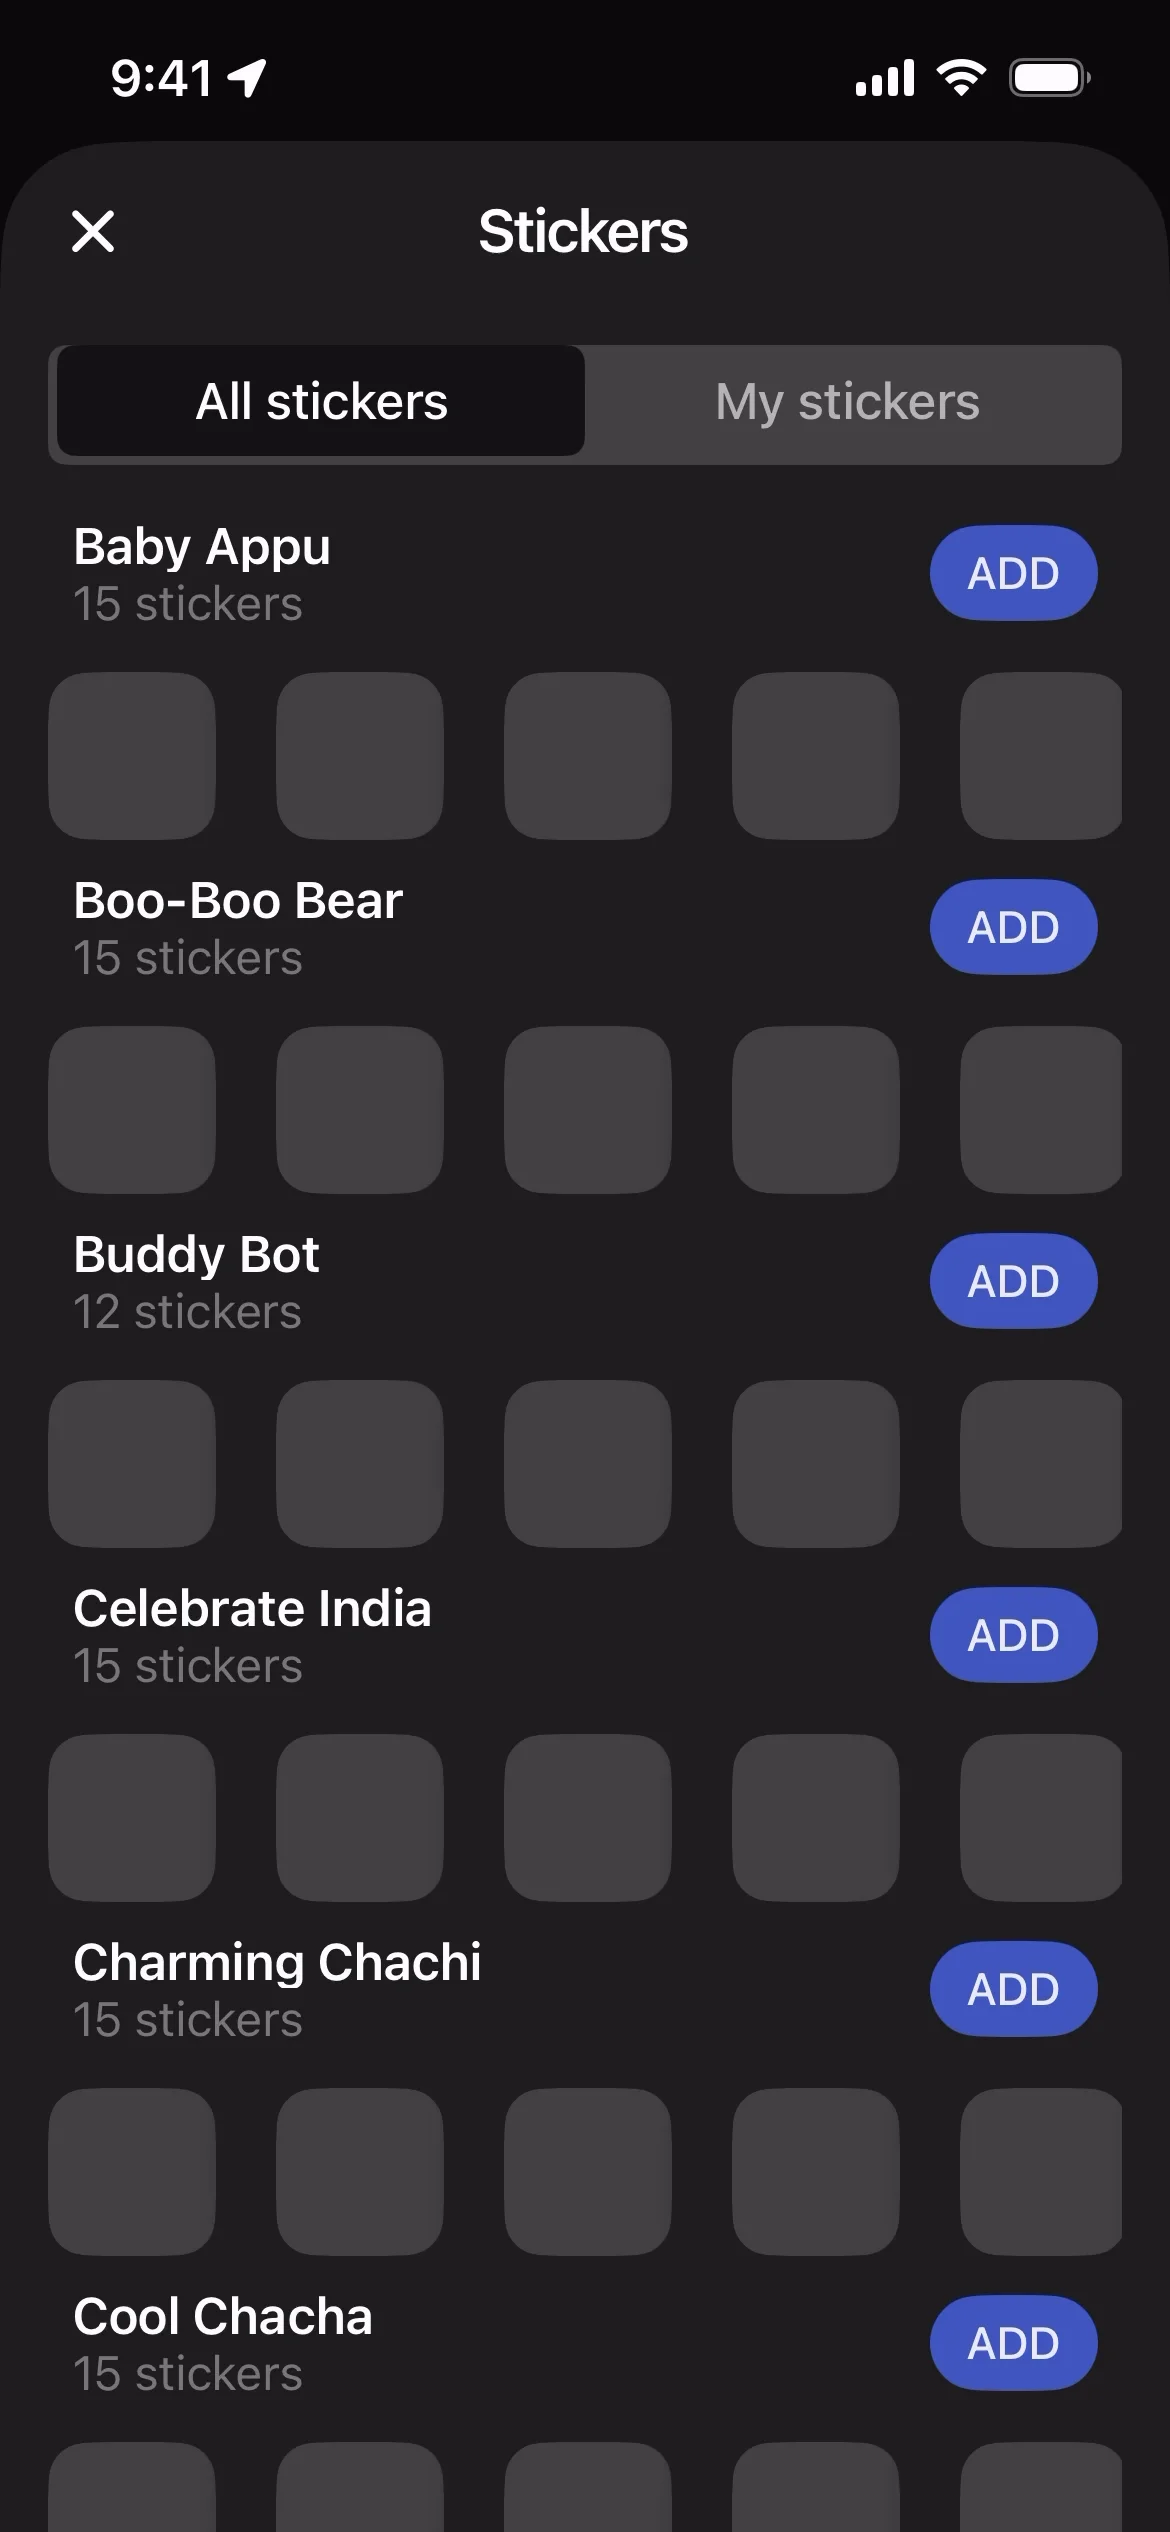 9:41
Stickers
All stickers
My stickers
Baby Appu
15 stickers
ADD
Boo-Boo Bear
15 stickers
ADD
Buddy Bot
12 stickers
ADD
Celebrate India
15 stickers
ADD
Charming Chachi
15 stickers
ADD
Cool Chacha
15 stickers
ADD